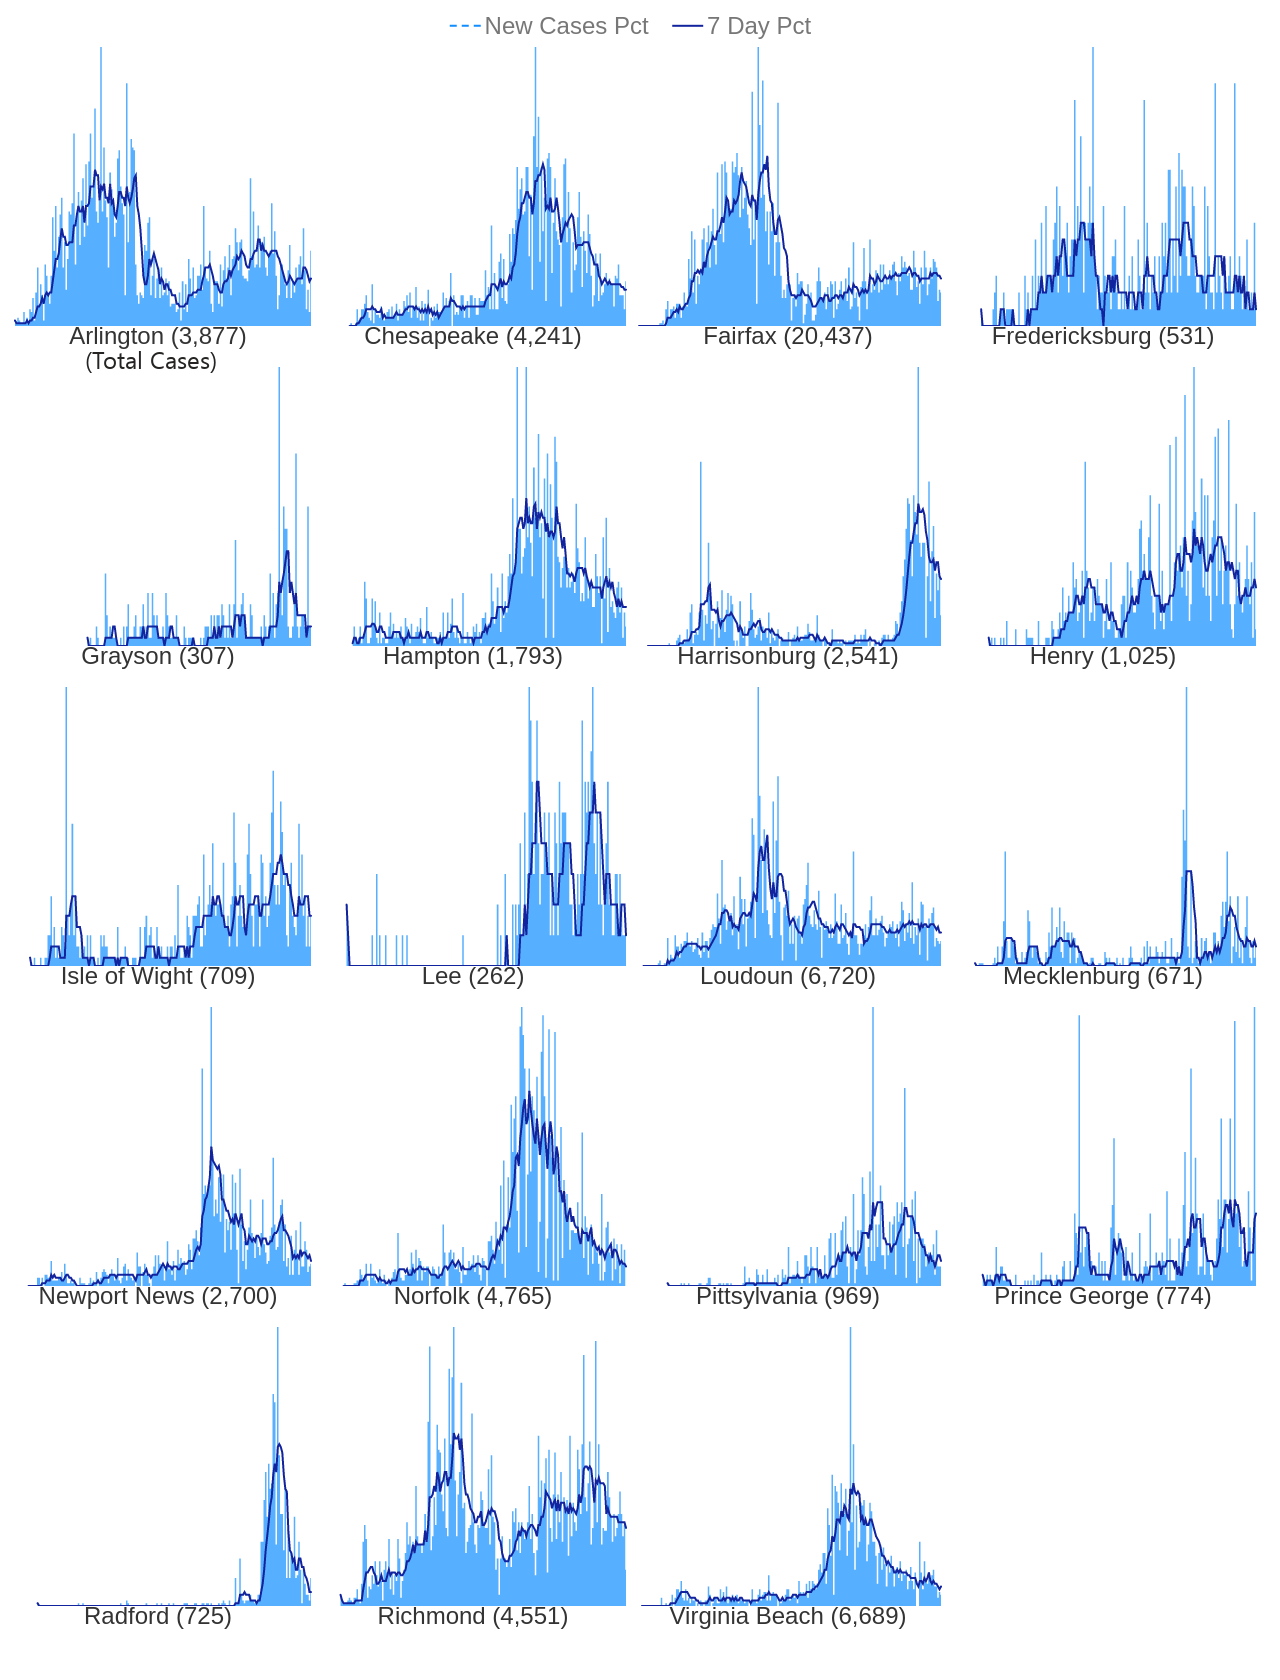 New Cases Pct 7 Day Pct
Arlington (3,877) Chesapeake (4,241) Fairfax (20,437) Fredericksburg (531)
(Total Cases)
Grayson (307) Hampton (1,793) Harrisonburg (2,541) Henry (1,025)
Isle of Wight (709) Lee (262) Loudoun (6,720) Mecklenburg (671)
Newport News (2,700) Norfolk (4,765) Pittsylvania (969) Prince George (774)
Radford (725) Richmond (4,551) Virginia Beach (6,689)